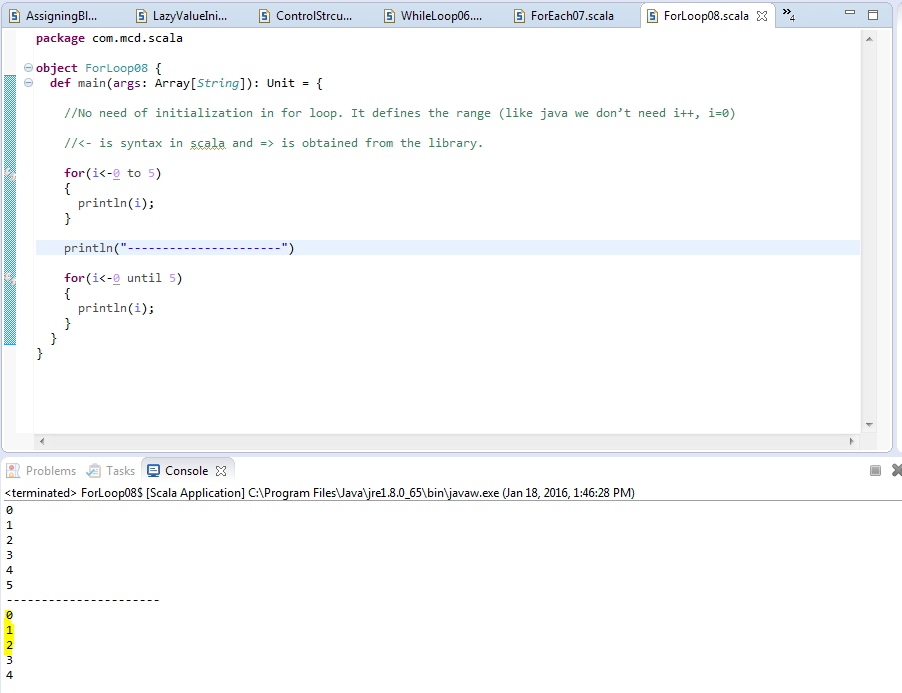 AssigningBl... LazyValueIni... ControlStrcu... WhileLoop06.... ForEach07.scala ForLoop08.scala »4
package com.mcd.scala
object ForLoop08 {
def main(args: Array[String]): Unit = {
//No need of initialization in for loop. It defines the range (like java we don’t need i++, i=0)
//<- is syntax in scala and => is obtained from the library.
for(i<-0 to 5)
{
println(i);
}
println("----------------------")
for(i<-0 until 5)
{
println(i);
}
}
}
Problems Tasks Console
<terminated> ForLoop08$ [Scala Application] C:\Program Files\Java\jre1.8.0_65\bin\javaw.exe (Jan 18, 2016, 1:46:28 PM)
0
1
2
3
4
5
----------------------
0
1
2
3
4